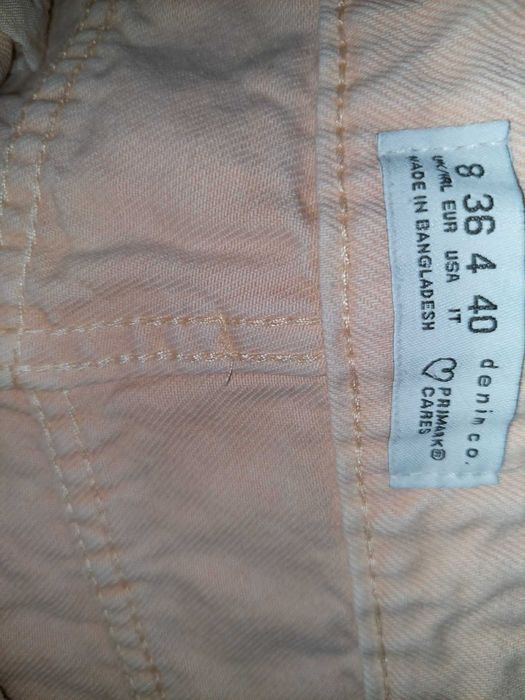 denim co.
8 36 4 40
UK/IRL EUR USA IT
MADE IN BANGLADESH
PRIMARK®
CARES